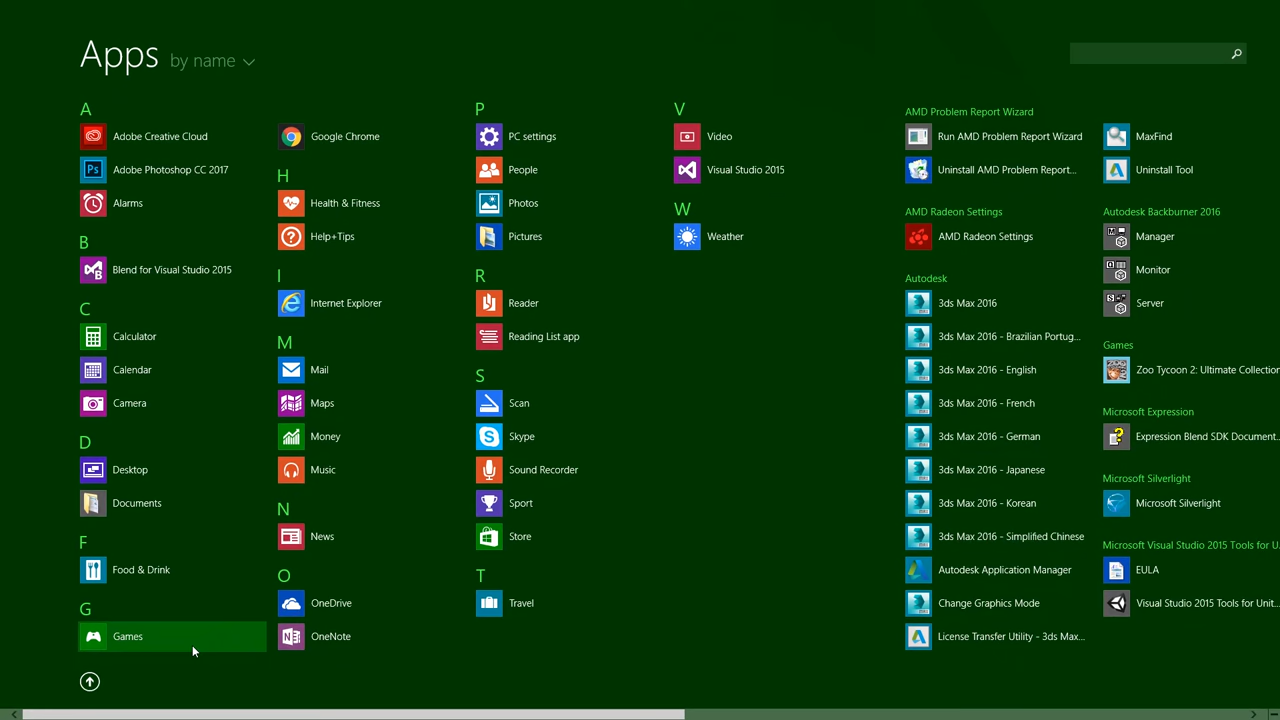 Apps by name
A
Adobe Creative Cloud
Ps
Adobe Photoshop CC 2017
Alarms
B
Blend for Visual Studio 2015
C
Calculator
Calendar
Camera
D
Desktop
Documents
F
Food & Drink
G
Games
Google Chrome
H
Health & Fitness
Help+Tips
I
Internet Explorer
M
Mail
Maps
Money
Music
N
News
O
OneDrive
OneNote
P
PC settings
People
Photos
Pictures
R
Reader
Reading List app
S
Scan
Skype
Sound Recorder
Sport
Store
T
Travel
V
Video
Visual Studio 2015
W
Weather
AMD Problem Report Wizard
Run AMD Problem Report Wizard
Uninstall AMD Problem Report...
AMD Radeon Settings
AMD Radeon Settings
Autodesk
3ds Max 2016
3ds Max 2016 - Brazilian Portug...
3ds Max 2016 - English
3ds Max 2016 - French
3ds Max 2016 - German
3ds Max 2016 - Japanese
3ds Max 2016 - Korean
3ds Max 2016 - Simplified Chinese
Autodesk Application Manager
Change Graphics Mode
License Transfer Utility - 3ds Max...
MaxFind
Uninstall Tool
Autodesk Backburner 2016
Manager
Monitor
Server
Games
Zoo Tycoon 2: Ultimate Collection
Microsoft Expression
Expression Blend SDK Document...
Microsoft Silverlight
Microsoft Silverlight
Microsoft Visual Studio 2015 Tools for U
EULA
Visual Studio 2015 Tools for Unit...